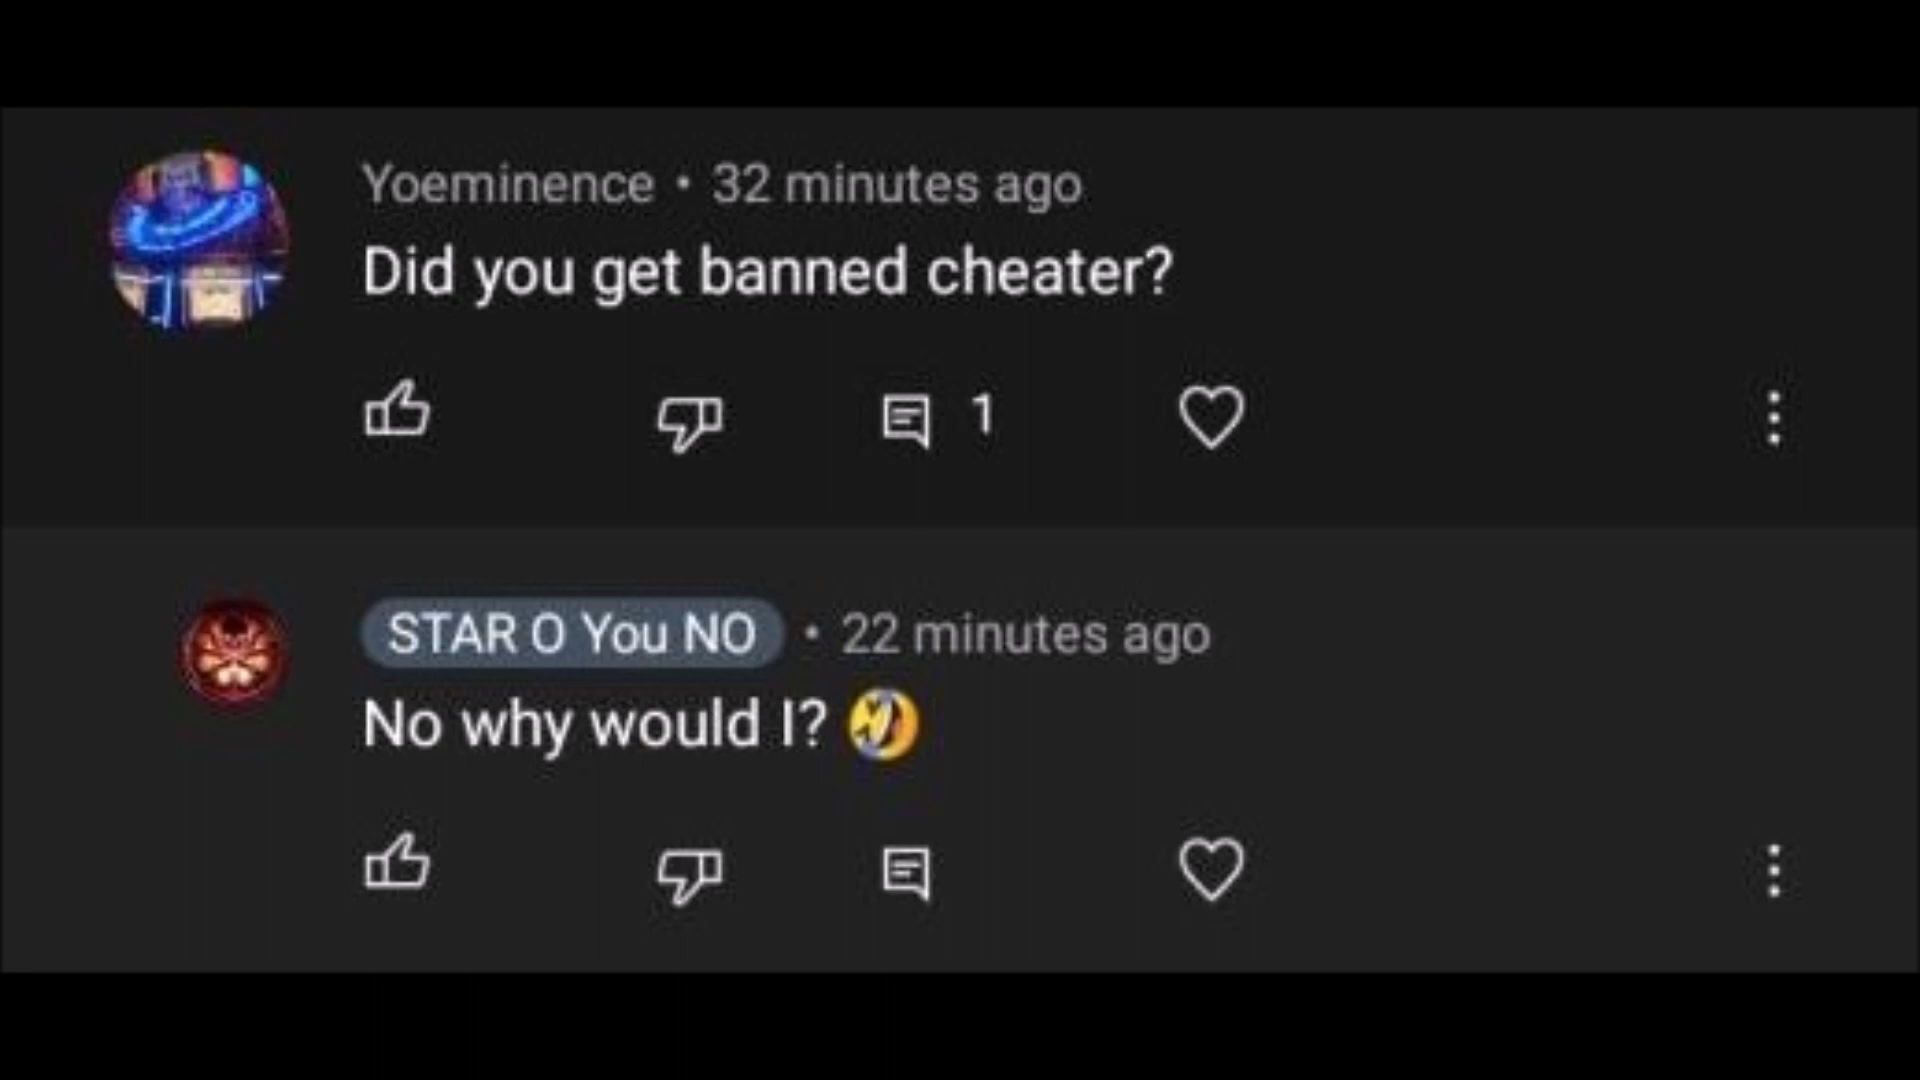 Yoeminence • 32 minutes ago
Did you get banned cheater?
1
STAR O You NO • 22 minutes ago
No why would I? 🤣